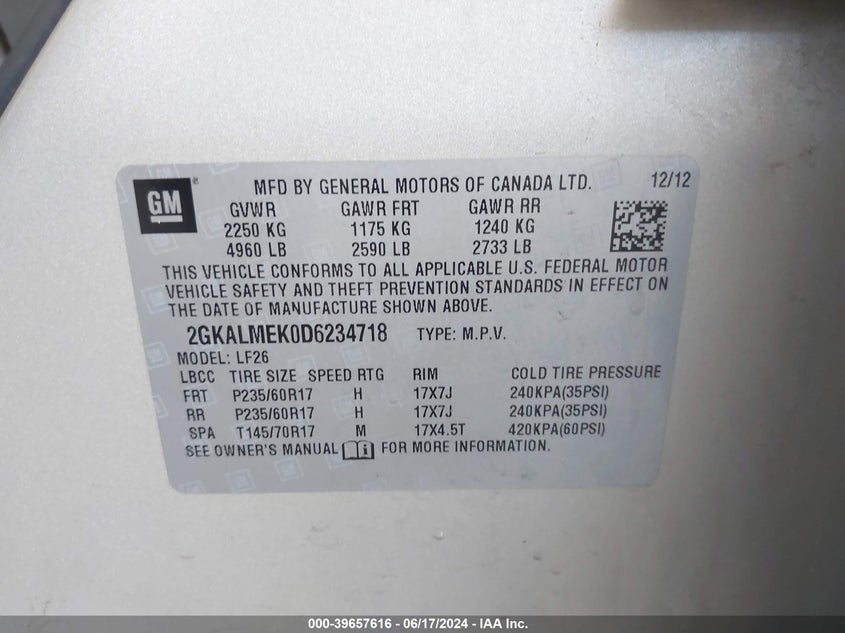 GM ® MFD BY GENERAL MOTORS OF CANADA LTD. 12/12
GVWR GAWR FRT GAWR RR
2250 KG 1175 KG 1240 KG
4960 LB 2590 LB 2733 LB
THIS VEHICLE CONFORMS TO ALL APPLICABLE U.S. FEDERAL MOTOR
VEHICLE SAFETY AND THEFT PREVENTION STANDARDS IN EFFECT ON
THE DATE OF MANUFACTURE SHOWN ABOVE.
2GKALMEK0D6234718 TYPE: M.P.V.
MODEL: LF26
LBCC TIRE SIZE SPEED RTG RIM COLD TIRE PRESSURE
FRT P235/60R17 H 17X7J 240KPA(35PSI)
RR P235/60R17 H 17X7J 240KPA(35PSI)
SPA T145/70R17 M 17X4.5T 420KPA(60PSI)
SEE OWNER'S MANUAL i FOR MORE INFORMATION.
000-39657616 - 06/17/2024 - IAA Inc.